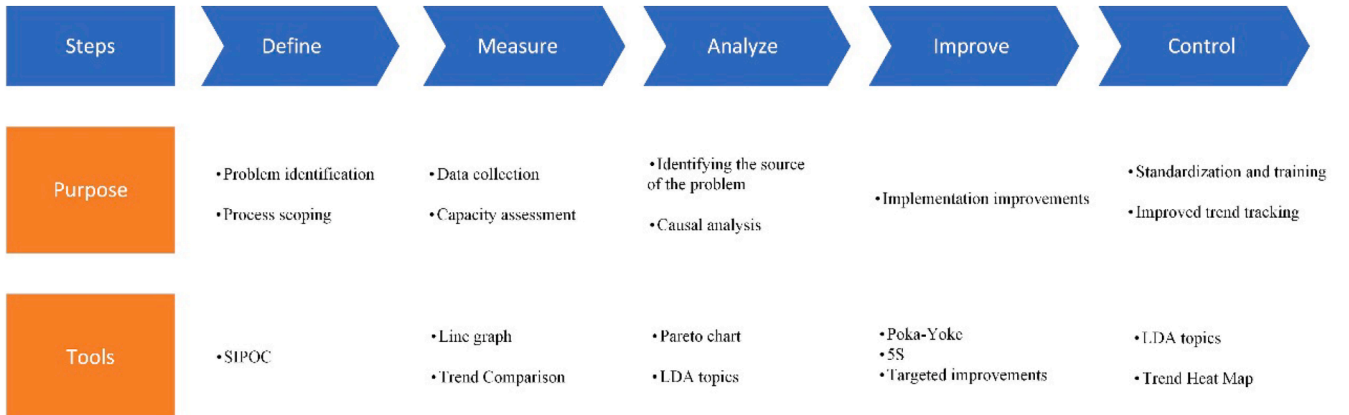 Steps
Define
Measure
Analyze
Improve
Control
Purpose
•Problem identification
•Process scoping
•Data collection
•Capacity assessment
•Identifying the source
of the problem
•Causal analysis
•Implementation improvements
•Standardization and training
•Improved trend tracking
Tools
•SIPOC
•Line graph
•Trend Comparison
•Pareto chart
•LDA topics
•Poka-Yoke
•5S
•Targeted improvements
•LDA topics
•Trend Heat Map